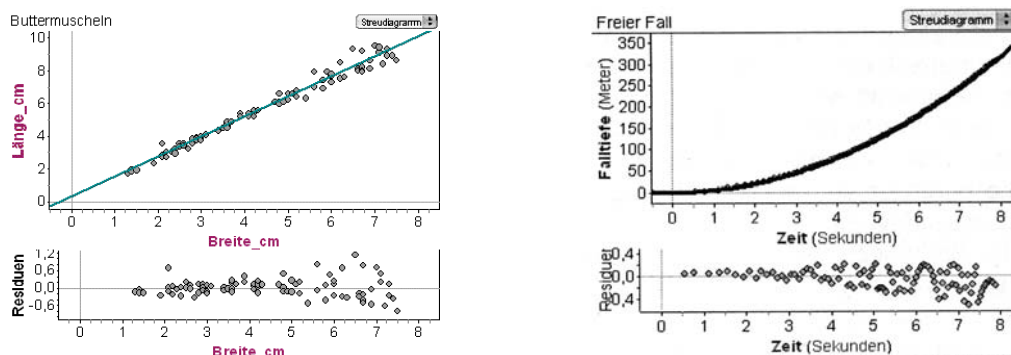 Buttermuscheln
Streudiagramm
Länge_cm
10
8
6
4
2
0
0 1 2 3 4 5 6 7 8
Breite_cm
Residuen
1,2
0,6
0,0
-0,6
0 1 2 3 4 5 6 7 8
Breite_cm
Freier Fall
Streudiagramm
Falltiefe (Meter)
350
300
250
200
150
100
50
0
0 1 2 3 4 5 6 7 8
Zeit (Sekunden)
Residuen
0,4
0,0
0,4
0 1 2 3 4 5 6 7 8
Zeit (Sekunden)